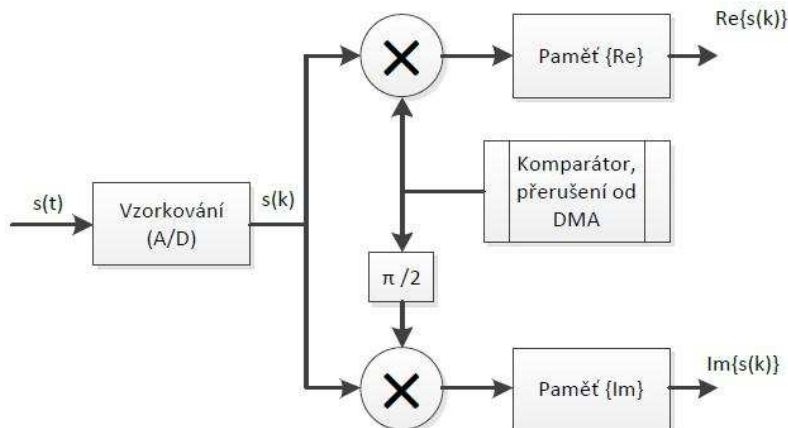 Re{s(k)}
Paměť {Re}
Komparátor,
přerušení od
DMA
s(t)
Vzorkování
(A/D)
s(k)
π /2
Im{s(k)}
Paměť {Im}